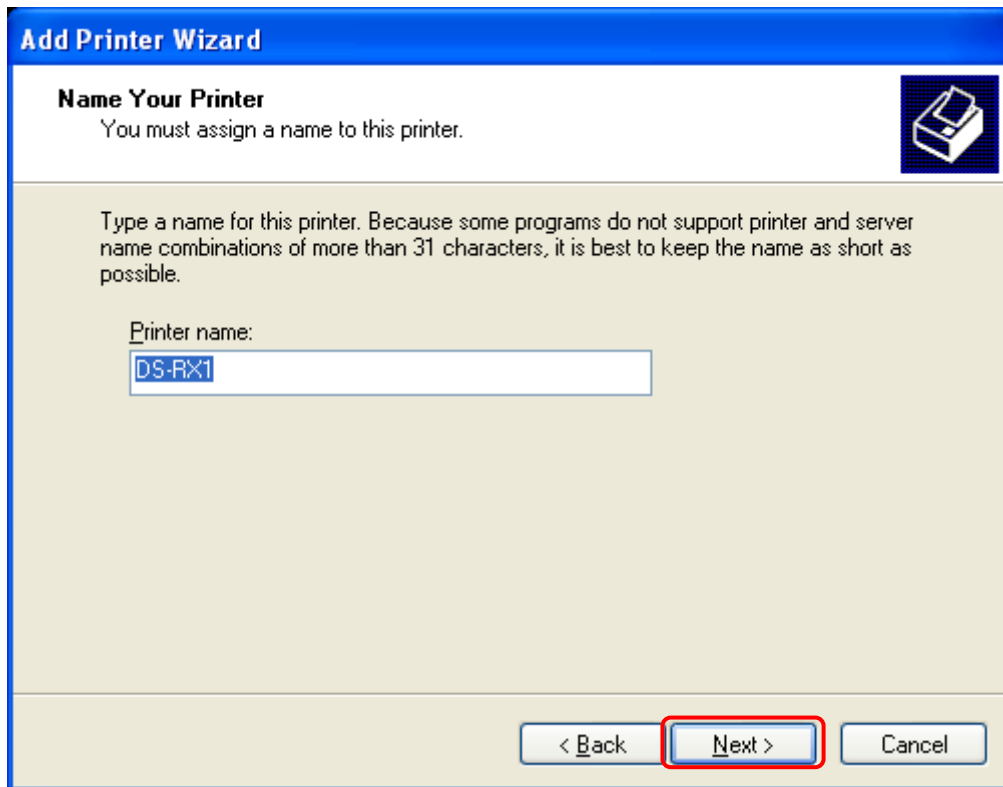 Add Printer Wizard
Name Your Printer
You must assign a name to this printer.
Type a name for this printer. Because some programs do not support printer and server
name combinations of more than 31 characters, it is best to keep the name as short as
possible.
Printer name:
DS-RX1
< Back
Next >
Cancel